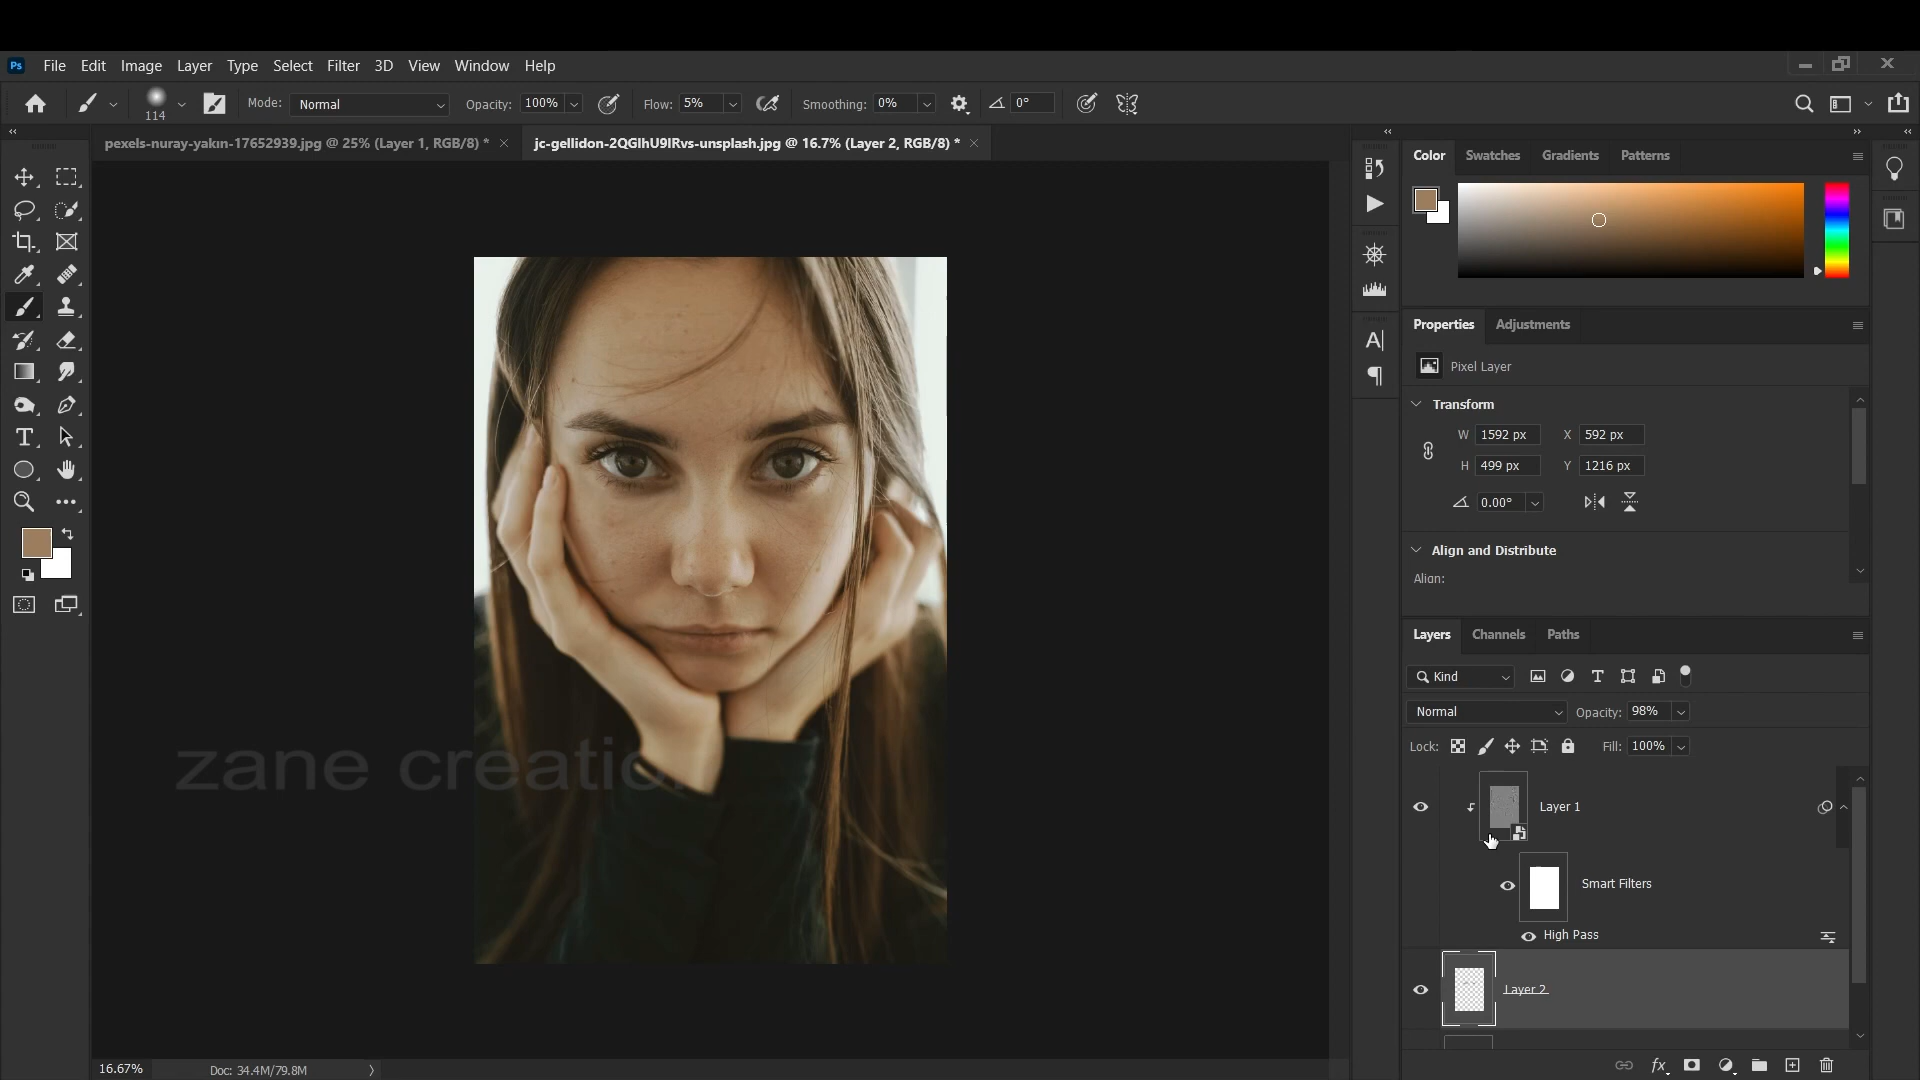 Ps File Edit Image Layer Type Select Filter 3D View Window Help
114 Mode: Normal Opacity: 100% Flow: 5% Smoothing: 0% 0°
pexels-nuray-yakın-17652939.jpg @ 25% (Layer 1, RGB/8) * jc-gellidon-2QGlhU9lRvs-unsplash.jpg @ 16.7% (Layer 2, RGB/8) *
Color Swatches Gradients Patterns
Properties Adjustments
Pixel Layer
Transform
W 1592 px X 592 px
H 499 px Y 1216 px
0.00°
Align and Distribute
Align:
Layers Channels Paths
Kind
Normal Opacity: 98%
Lock: Fill: 100%
Layer 1
Smart Filters
High Pass
Layer 2
zane creation
16.67% Doc: 34.4M/79.8M